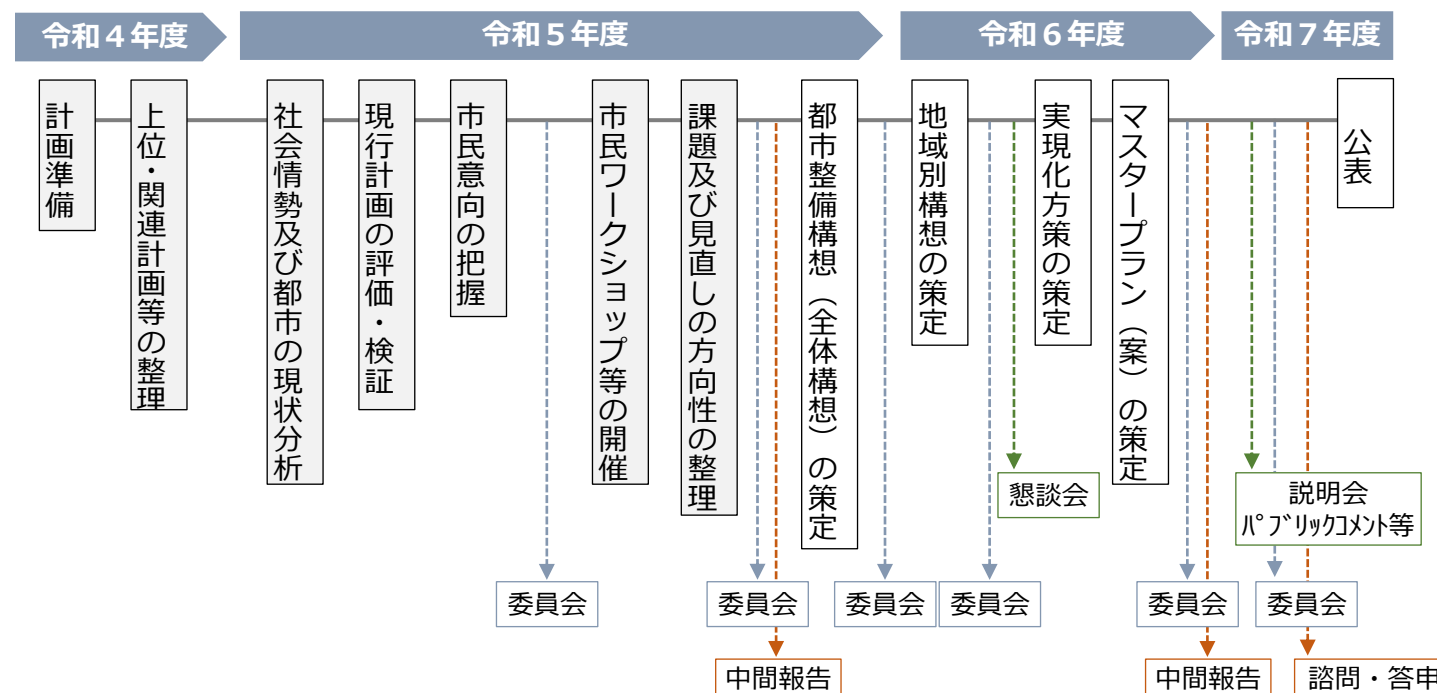 令和４年度
令和５年度
令和６年度
令和７年度
計画準備
上位・関連計画等の整理
社会情勢及び都市の現状分析
現行計画の評価・検証
市民意向の把握
市民ワークショップ等の開催
課題及び見直しの方向性の整理
都市整備構想（全体構想）の策定
地域別構想の策定
実現化方策の策定
マスタープラン（案）の策定
公表
懇談会
説明会
ﾊﾟﾌﾞﾘｯｸｺﾒﾝﾄ等
委員会
委員会
委員会
委員会
委員会
委員会
中間報告
中間報告
諮問・答申